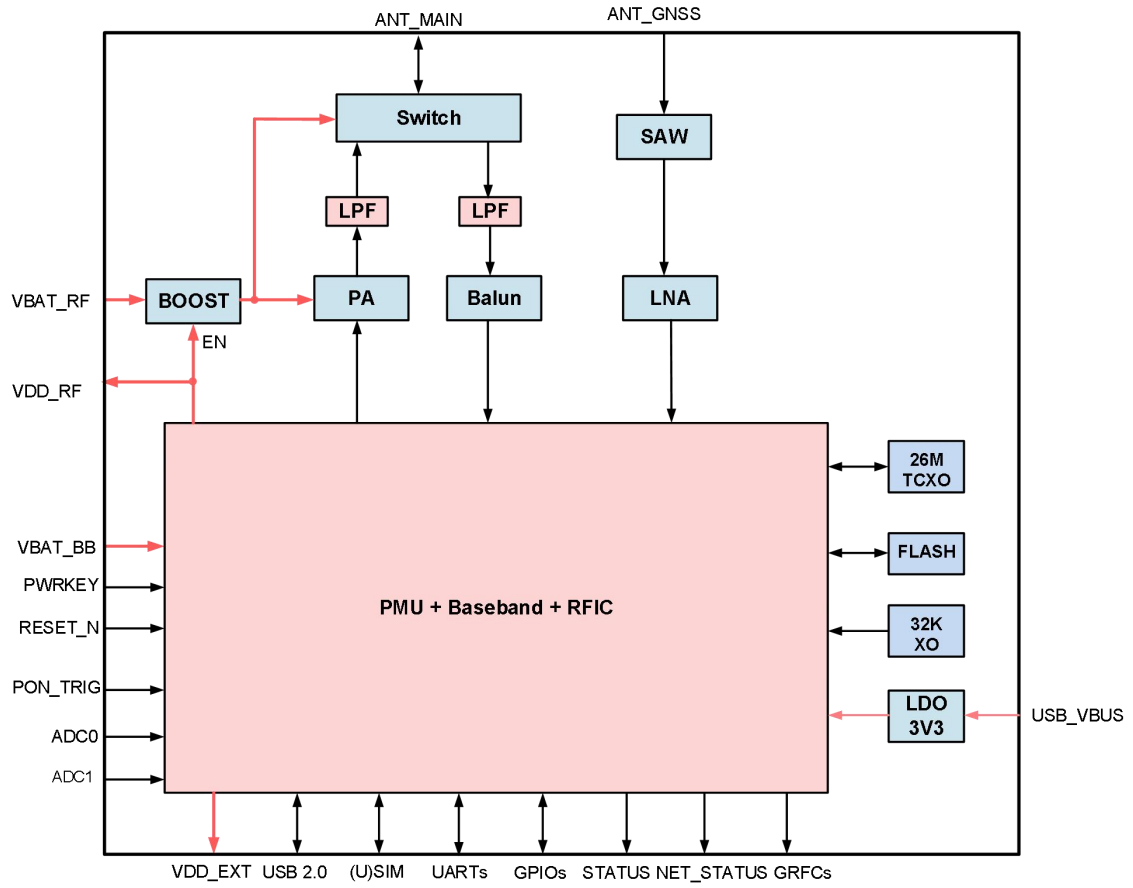 ANT_MAIN
ANT_GNSS
Switch
SAW
LPF
LPF
VBAT_RF
BOOST
PA
Balun
LNA
EN
VDD_RF
26M
TCXO
VBAT_BB
FLASH
PWRKEY
PMU + Baseband + RFIC
RESET_N
32K
XO
PON_TRIG
LDO
3V3
USB_VBUS
ADC0
ADC1
VDD_EXT
USB 2.0
(U)SIM
UARTs
GPIOs
STATUS
NET_STATUS
GRFCs